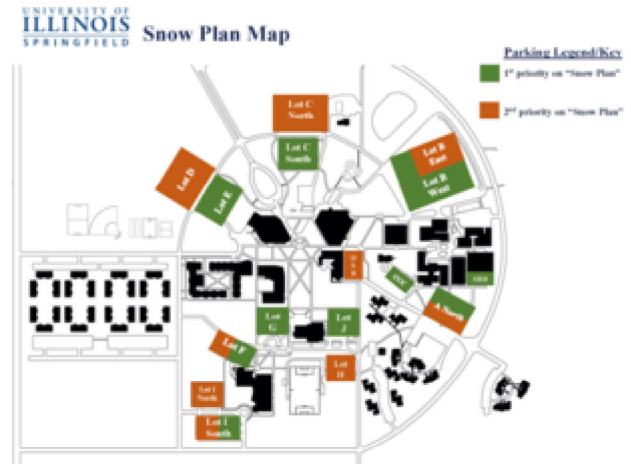 UNIVERSITY OF
ILLINOIS
SPRINGFIELD
Snow Plan Map
Parking Legend/Key
1st priority on "Snow Plan"
2nd priority on "Snow Plan"
Lot C
North
Lot C
South
Lot B
East
Lot B
West
Lot D
Lot E
CCC
A North
Lot
G
Lot
J
Lot F
Lot
H
Lot I
North
Lot I
South